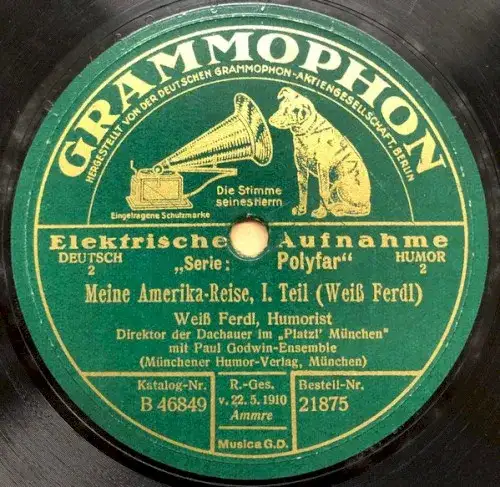 GRAMMOPHON
HERGESTELLT VON DER DEUTSCHEN GRAMMOPHON-AKTIENGESELLSCHAFT, BERLIN
Die Stimme
seines Herrn
Eingetragene Schutzmarke
Elektrische Aufnahme
DEUTSCH
2
„Serie: Polyfar“
HUMOR
2
Meine Amerika-Reise, I. Teil (Weiß Ferdl)
Weiß Ferdl, Humorist
Direktor der Dachauer im „Platzl' München"
mit Paul Godwin-Ensemble
(Münchener Humor-Verlag, München)
Katalog-Nr. R.-Ges. Bestell-Nr.
B 46849 v. 22. 5. 1910 21875
Ammre
Musica G.D.